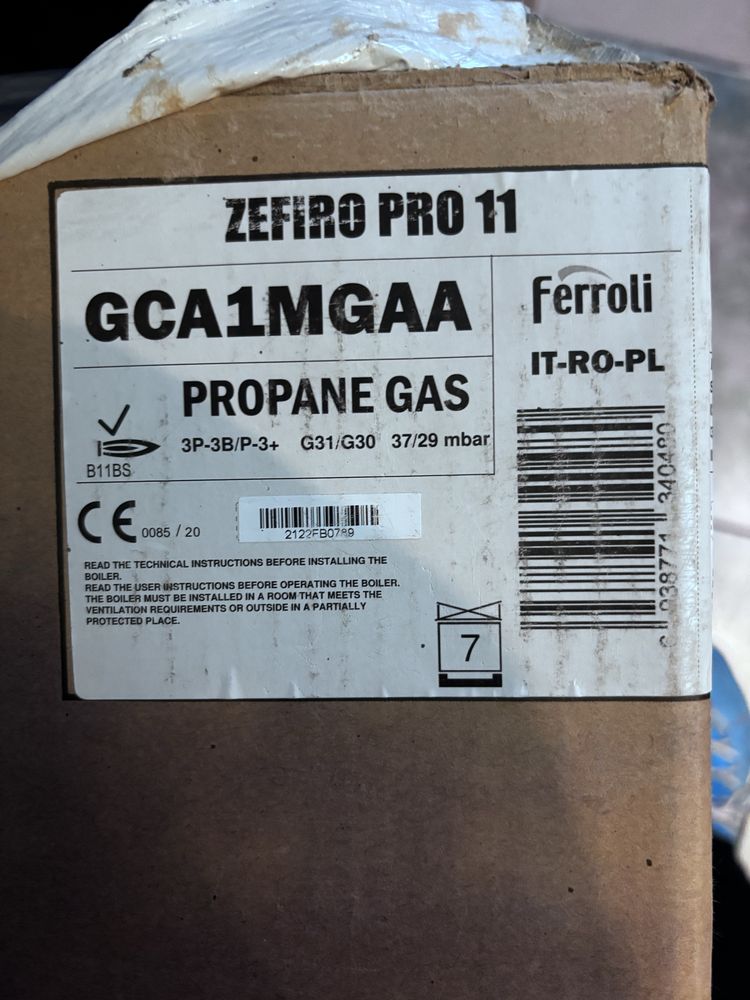 ZEFIRO PRO 11
GCA1MGAA
Ferroli
IT-RO-PL
PROPANE GAS
3P-3B/P-3+ G31/G30 37/29 mbar
B11BS
CE 0085 / 20
2122FB0789
READ THE TECHNICAL INSTRUCTIONS BEFORE INSTALLING THE
BOILER.
READ THE USER INSTRUCTIONS BEFORE OPERATING THE BOILER.
THE BOILER MUST BE INSTALLED IN A ROOM THAT MEETS THE
VENTILATION REQUIREMENTS OR OUTSIDE IN A PARTIALLY
PROTECTED PLACE.
7